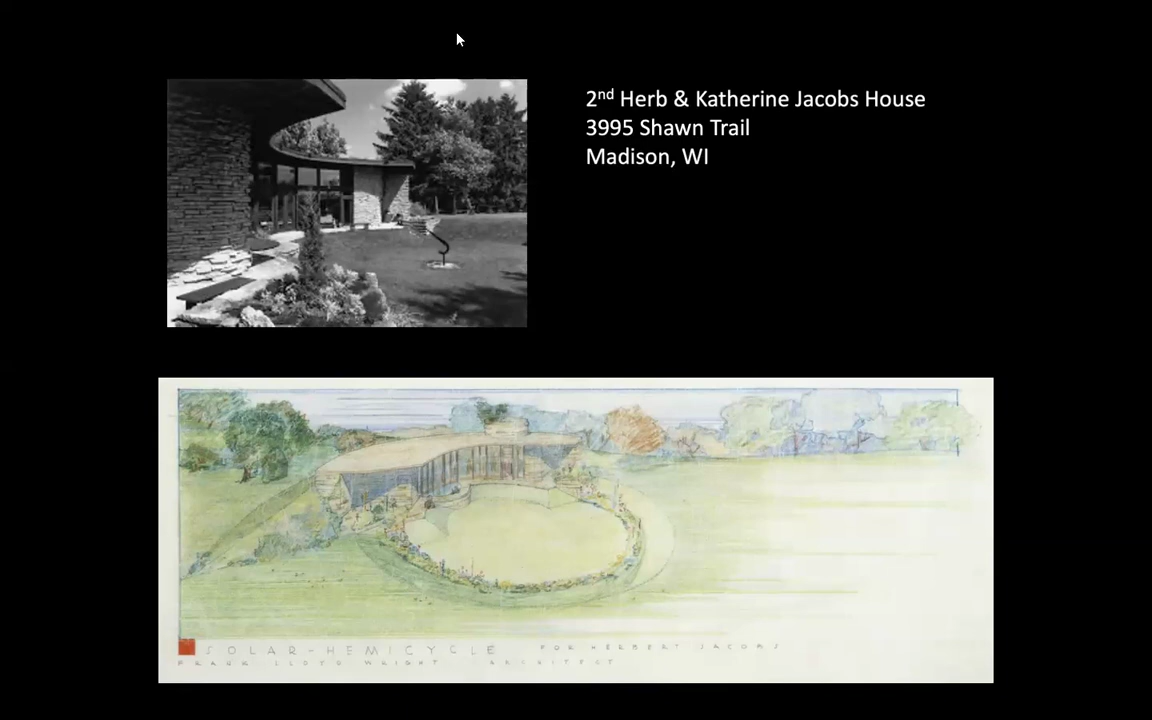 2nd Herb & Katherine Jacobs House
3995 Shawn Trail
Madison, WI
SOLAR-HEMICYCLE FOR HERBERT JACOBS
FRANK LLOYD WRIGHT ARCHITECT